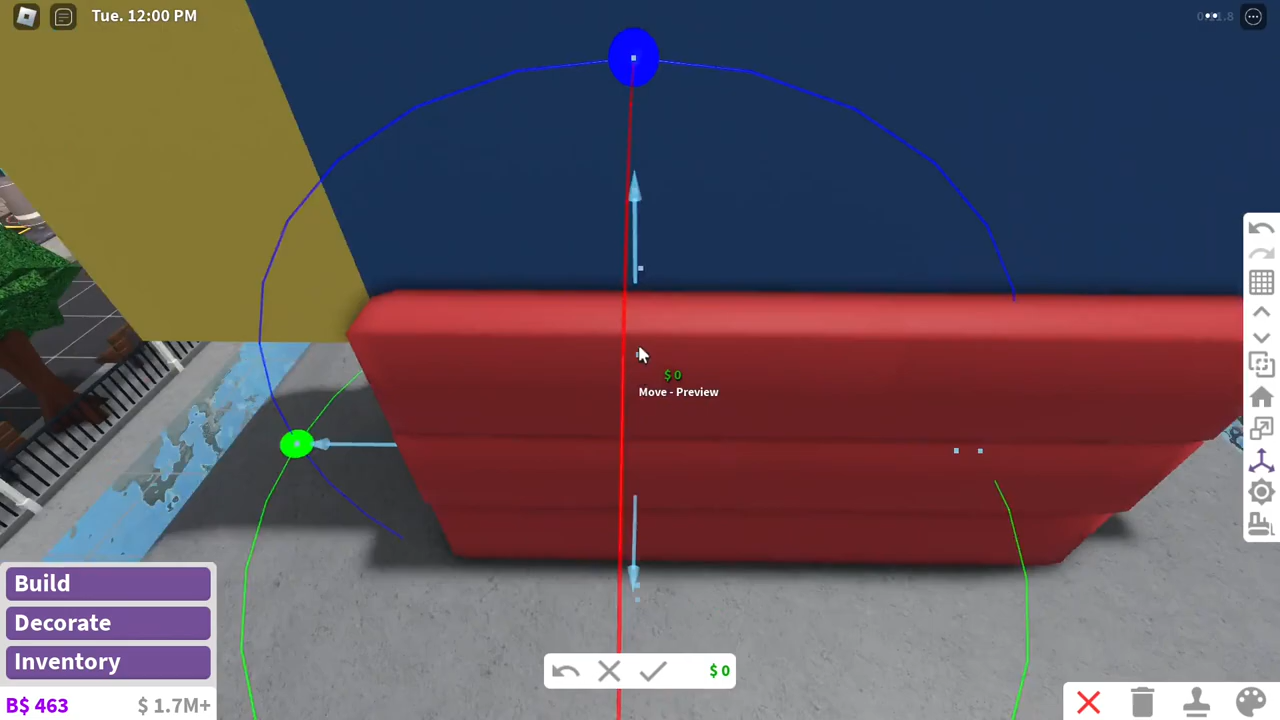 Tue. 12:00 PM
$ 0
Move - Preview
Build
Decorate
Inventory
B$ 463
$ 1.7M+
$ 0